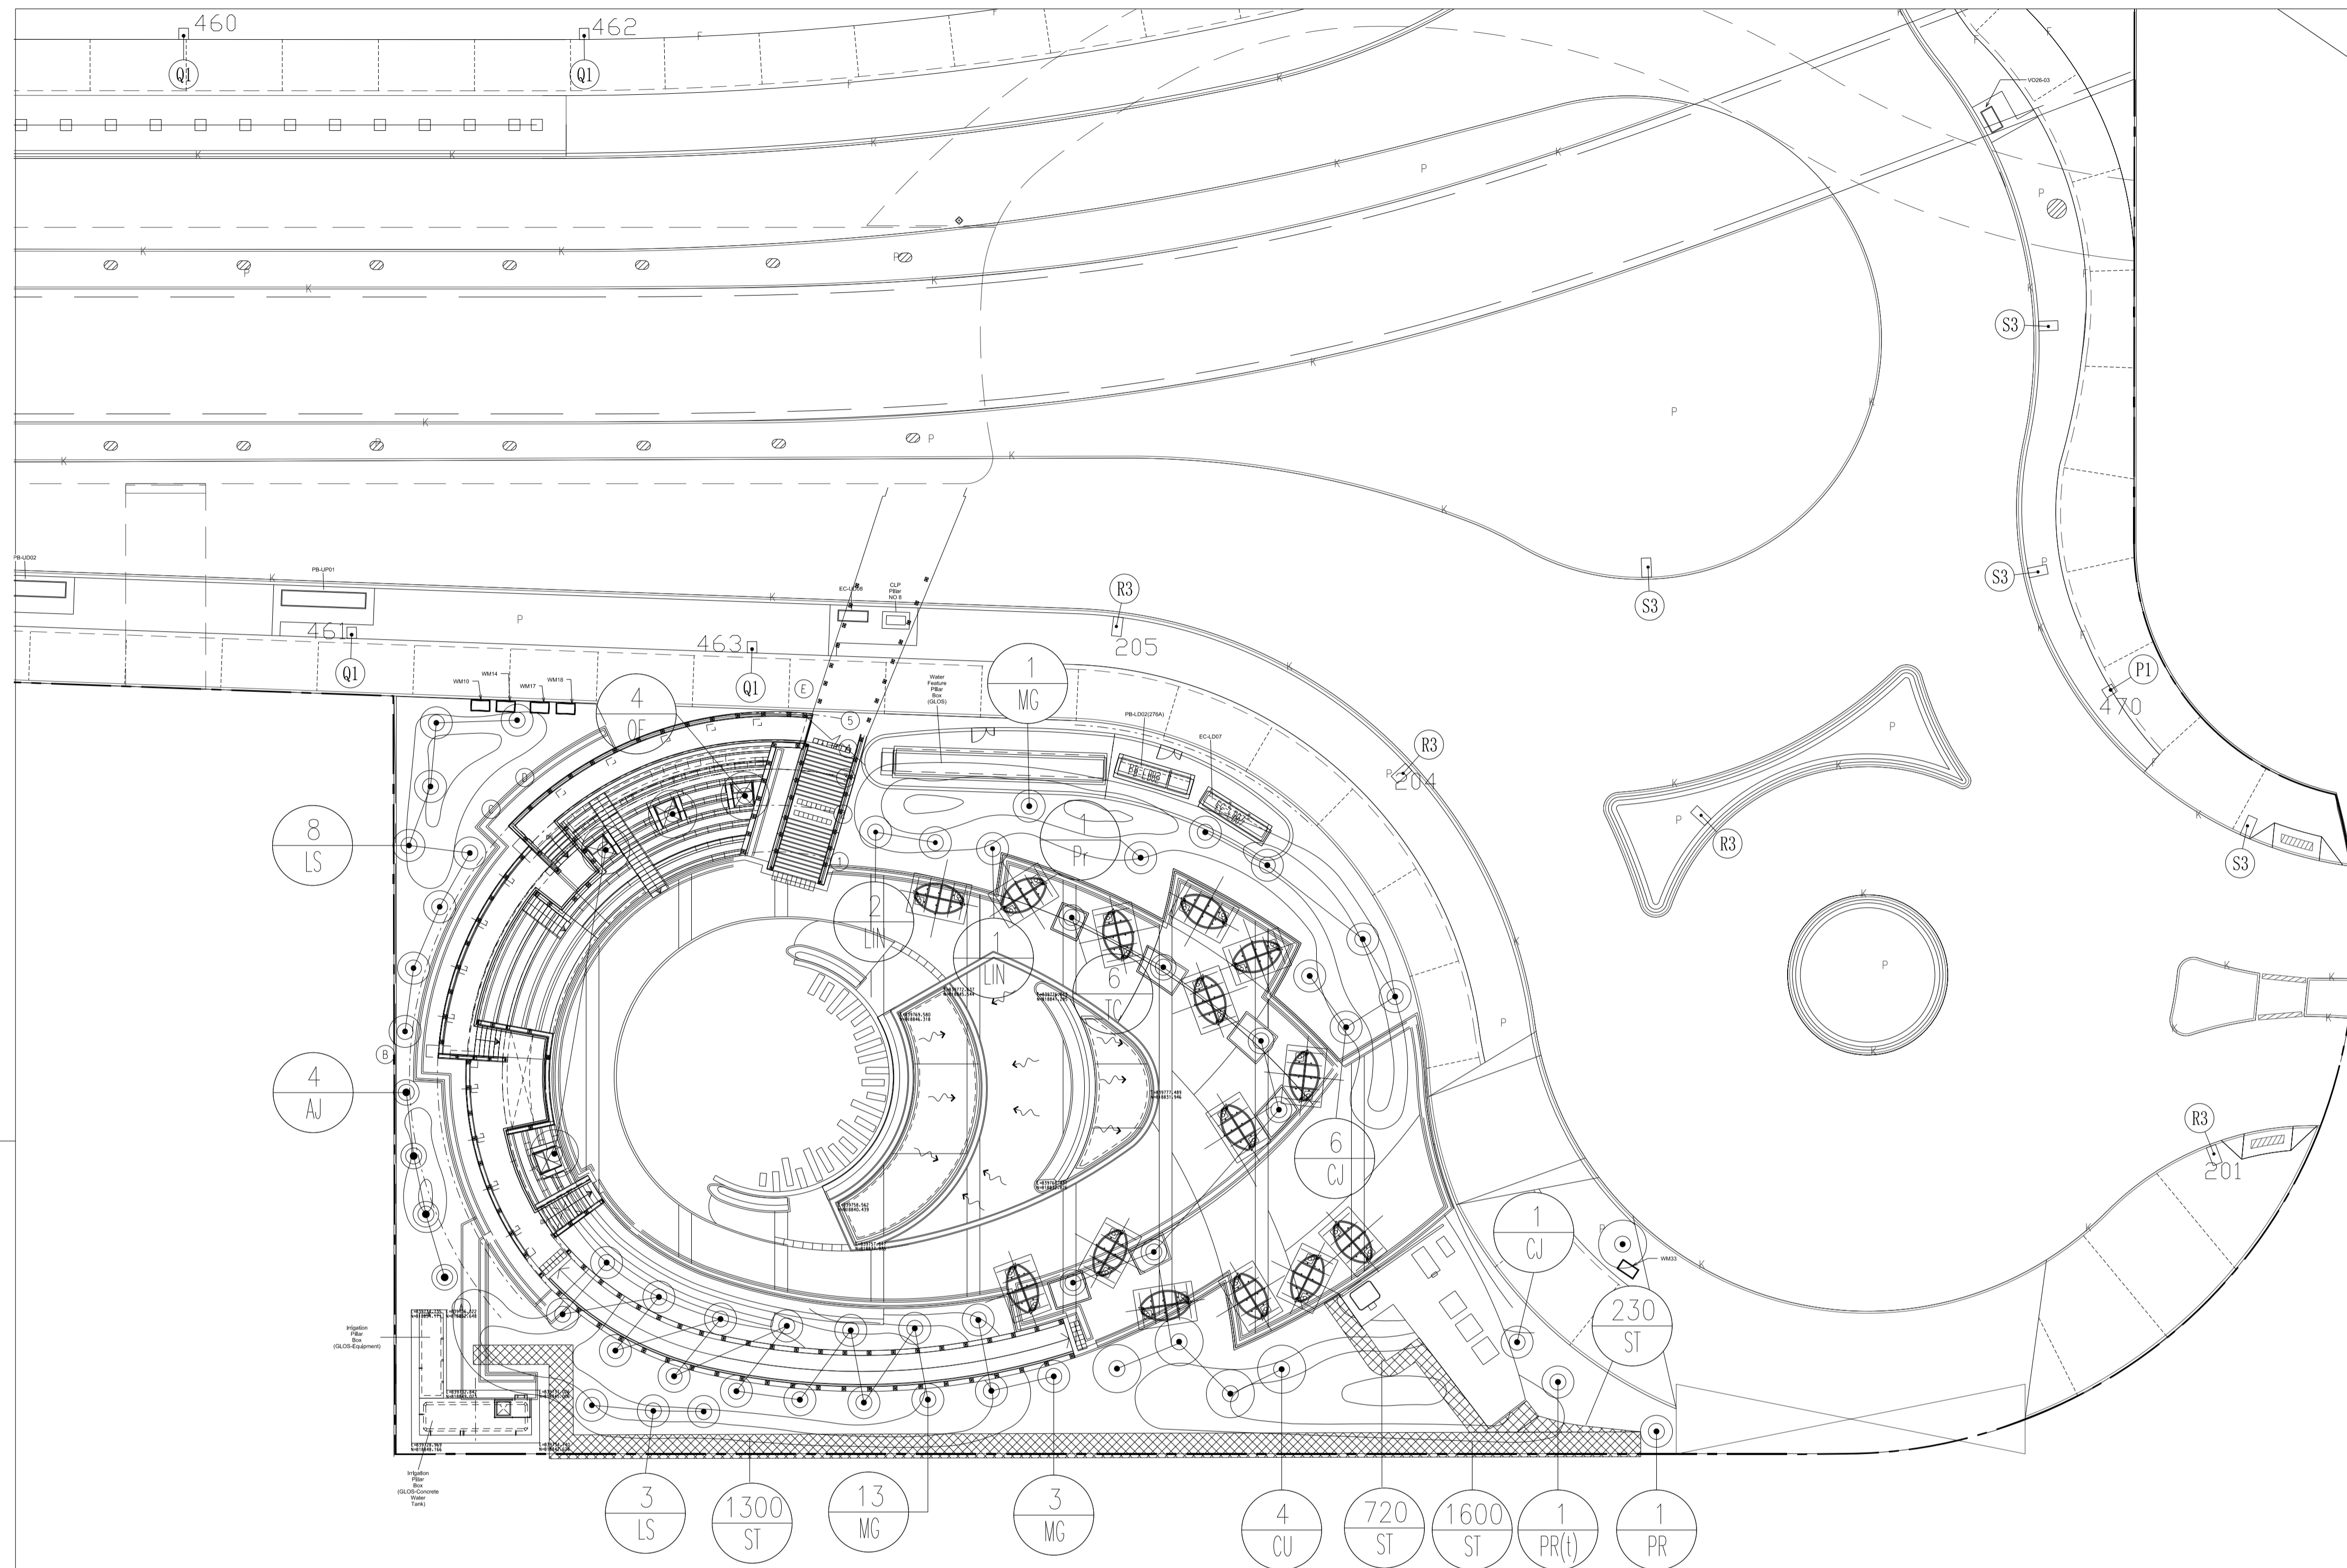 460
462
Q1
Q1
VO26-03
F
F
F
F
K
K
K
K
K
K
K
K
K
K
K
K
K
K
P
P
P
P
P
P
P
S3
S3
S3
PB-UD02
PB-UP01
461
Q1
463
Q1
EC-UD08
CLP
Pillar
NO 8
R3
205
P1
470
WM10
WM14
WM17
WM18
4
OF
E
5
Water
Feature
Pillar
Box
(GLOS)
1
MG
PB-LD02(276A)
EC-LD07
R3
204
R3
S3
8
LS
D
C
1
1
Pr
2
LIN
1
LIN
6
TC
B
4
AJ
6
CJ
R3
201
1
CJ
WM33
230
ST
Irrigation
Pillar
Box
(GLOS-Equipment)
Irrigation
Pillar
Box
(GLOS-Concrete
Water
Tank)
3
LS
1300
ST
13
MG
3
MG
4
CU
720
ST
1600
ST
1
PR(t)
1
PR